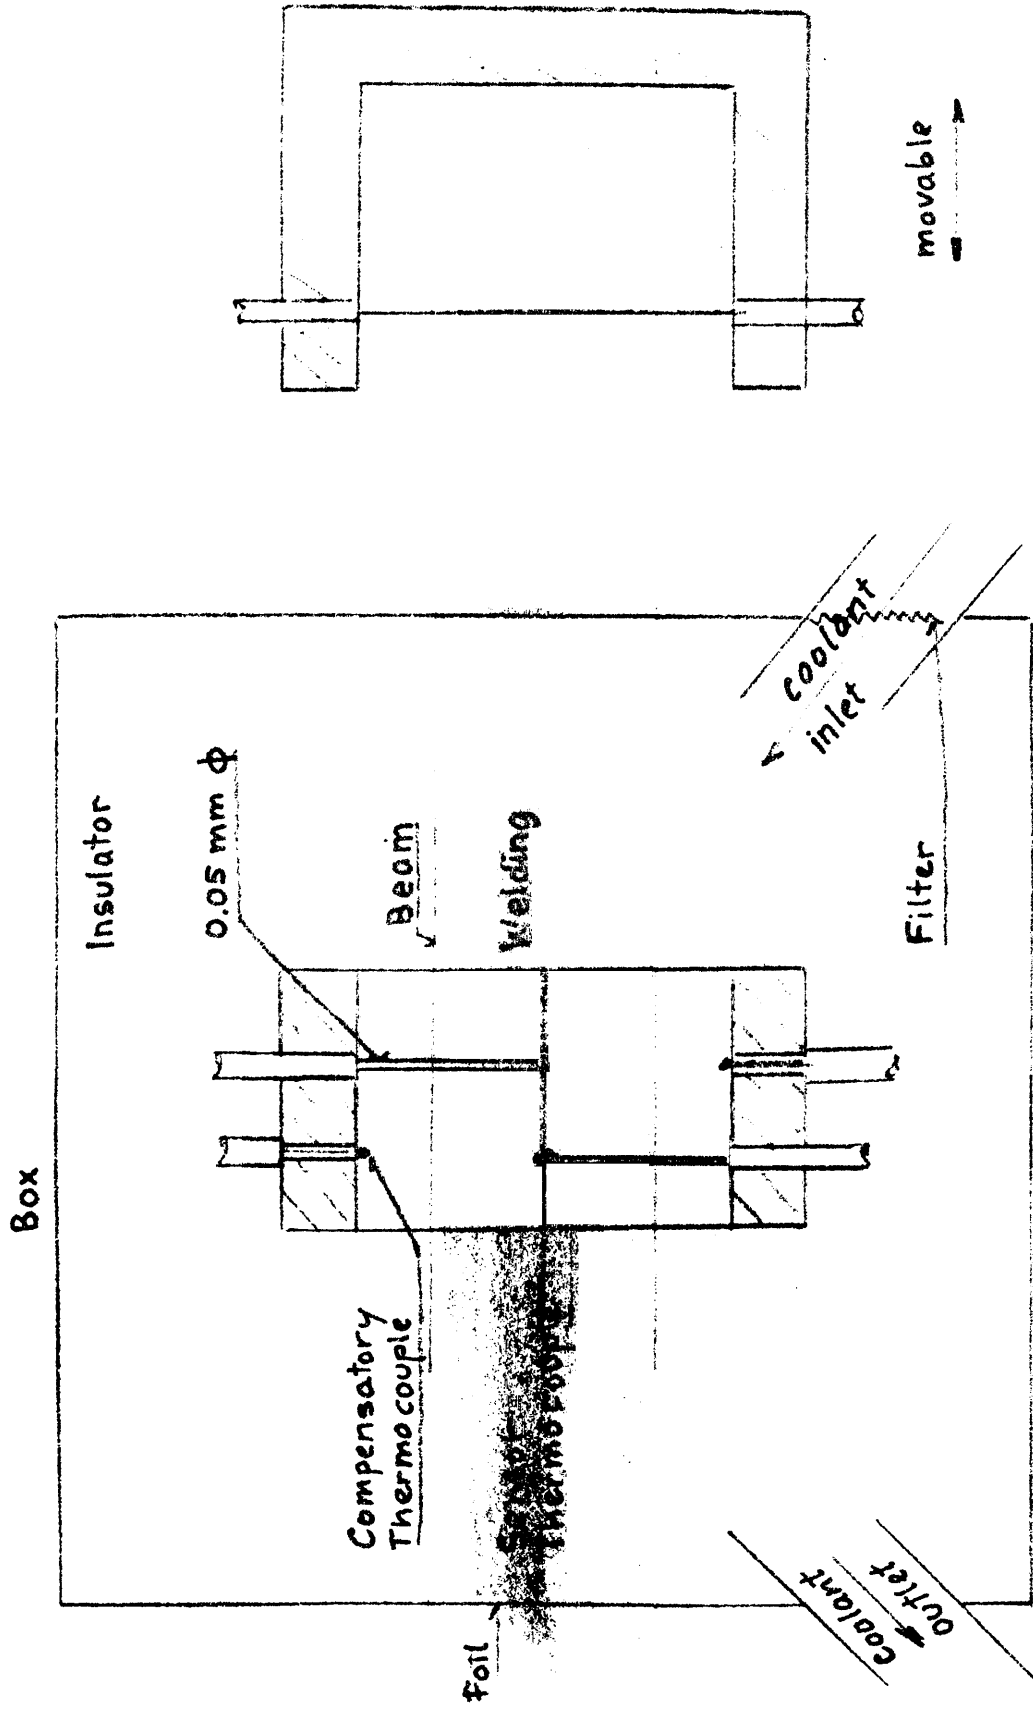 Box
Insulator
0.05 mm ϕ
Beam
Welding
Compensatory
Thermocouple
Thermocouple
Foil
coolant
inlet
Filter
coolant
outlet
movable